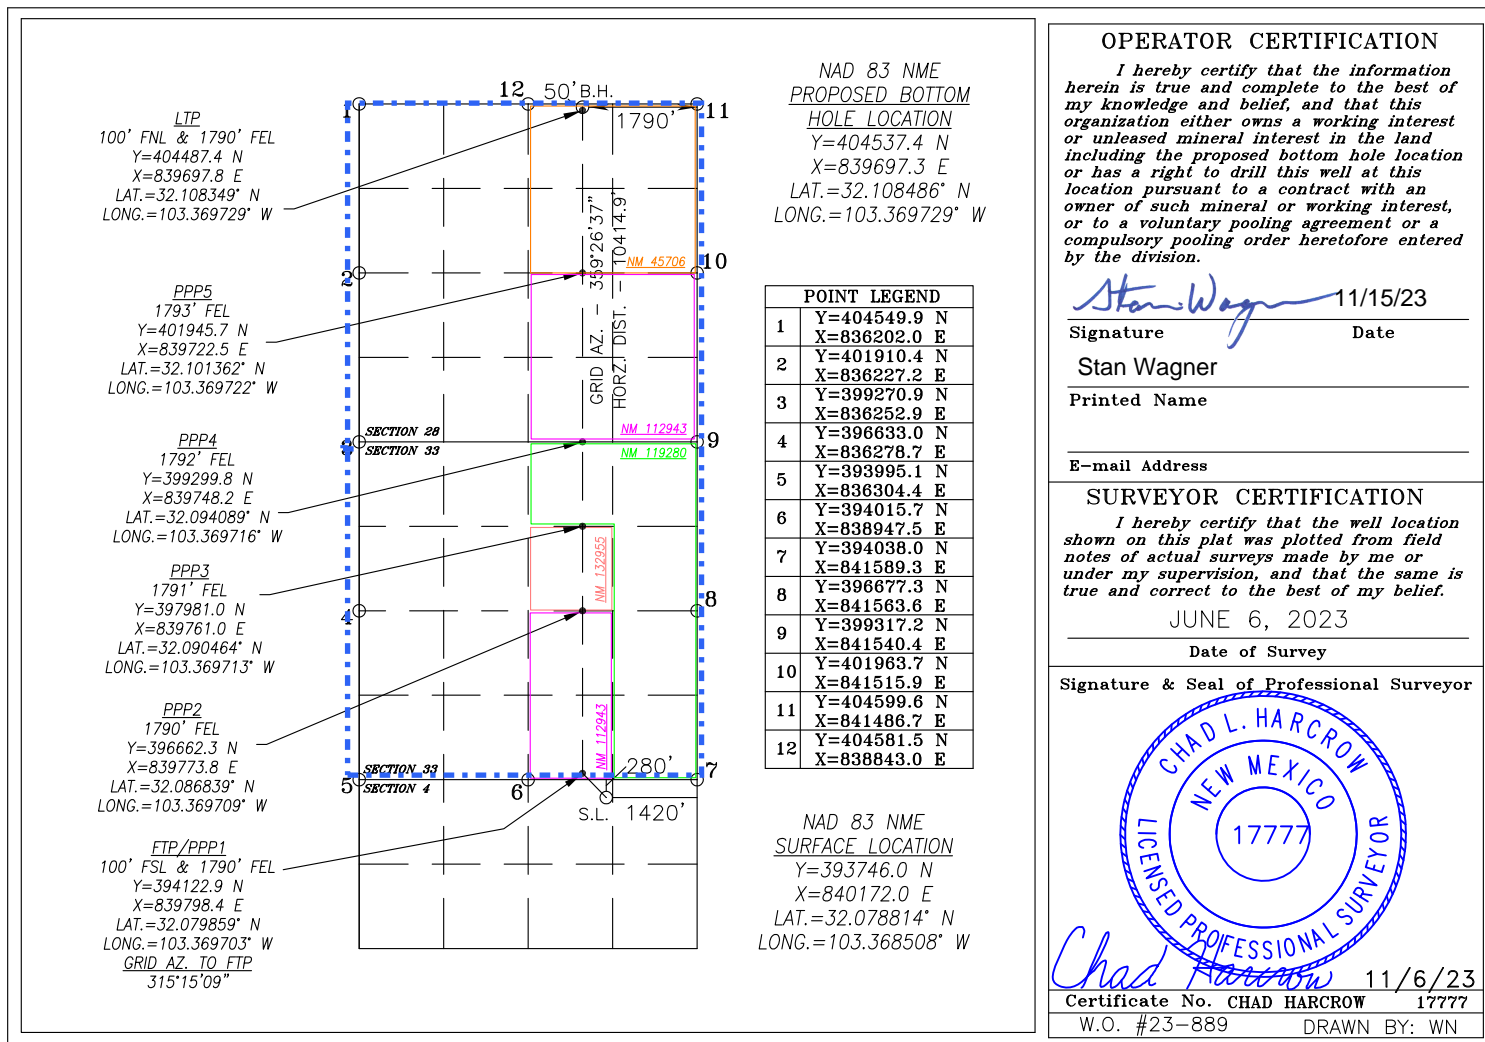 LTP
100' FNL & 1790' FEL
Y=404487.4 N
X=839697.8 E
LAT.=32.108349° N
LONG.=103.369729° W
PPP5
1793' FEL
Y=401945.7 N
X=839722.5 E
LAT.=32.101362° N
LONG.=103.369722° W
PPP4
1792' FEL
Y=399299.8 N
X=839748.2 E
LAT.=32.094089° N
LONG.=103.369716° W
PPP3
1791' FEL
Y=397981.0 N
X=839761.0 E
LAT.=32.090464° N
LONG.=103.369713° W
PPP2
1790' FEL
Y=396662.3 N
X=839773.8 E
LAT.=32.086839° N
LONG.=103.369709° W
FTP/PPP1
100' FSL & 1790' FEL
Y=394122.9 N
X=839798.4 E
LAT.=32.079859° N
LONG.=103.369703° W
GRID AZ. TO FTP
315°15'09"
1
12
50' B.H.
11
1790'
2
10
GRID AZ. – 359°26'37"
HORZ. DIST. – 10414.9'
NM 45706
NM 112943
SECTION 28
3
SECTION 33
9
NM 119280
NM 132955
4
8
NM 112943
SECTION 33
5
SECTION 4
6
7
280'
S.L.
1420'
NAD 83 NME
PROPOSED BOTTOM
HOLE LOCATION
Y=404537.4 N
X=839697.3 E
LAT.=32.108486° N
LONG.=103.369729° W
POINT LEGEND
1 Y=404549.9 N
X=836202.0 E
2 Y=401910.4 N
X=836227.2 E
3 Y=399270.9 N
X=836252.9 E
4 Y=396633.0 N
X=836278.7 E
5 Y=393995.1 N
X=836304.4 E
6 Y=394015.7 N
X=838947.5 E
7 Y=394038.0 N
X=841589.3 E
8 Y=396677.3 N
X=841563.6 E
9 Y=399317.2 N
X=841540.4 E
10 Y=401963.7 N
X=841515.9 E
11 Y=404599.6 N
X=841486.7 E
12 Y=404581.5 N
X=838843.0 E
NAD 83 NME
SURFACE LOCATION
Y=393746.0 N
X=840172.0 E
LAT.=32.078814° N
LONG.=103.368508° W
OPERATOR CERTIFICATION
I hereby certify that the information
herein is true and complete to the best of
my knowledge and belief, and that this
organization either owns a working interest
or unleased mineral interest in the land
including the proposed bottom hole location
or has a right to drill this well at this
location pursuant to a contract with an
owner of such mineral or working interest,
or to a voluntary pooling agreement or a
compulsory pooling order heretofore entered
by the division.
Stan Wagner 11/15/23
Signature Date
Stan Wagner
Printed Name
E-mail Address
SURVEYOR CERTIFICATION
I hereby certify that the well location
shown on this plat was plotted from field
notes of actual surveys made by me or
under my supervision, and that the same is
true and correct to the best of my belief.
JUNE 6, 2023
Date of Survey
Signature & Seal of Professional Surveyor
CHAD L. HARCROW
NEW MEXICO
17777
LICENSED PROFESSIONAL SURVEYOR
Chad Harcrow 11/6/23
Certificate No. CHAD HARCROW 17777
W.O. #23-889 DRAWN BY: WN